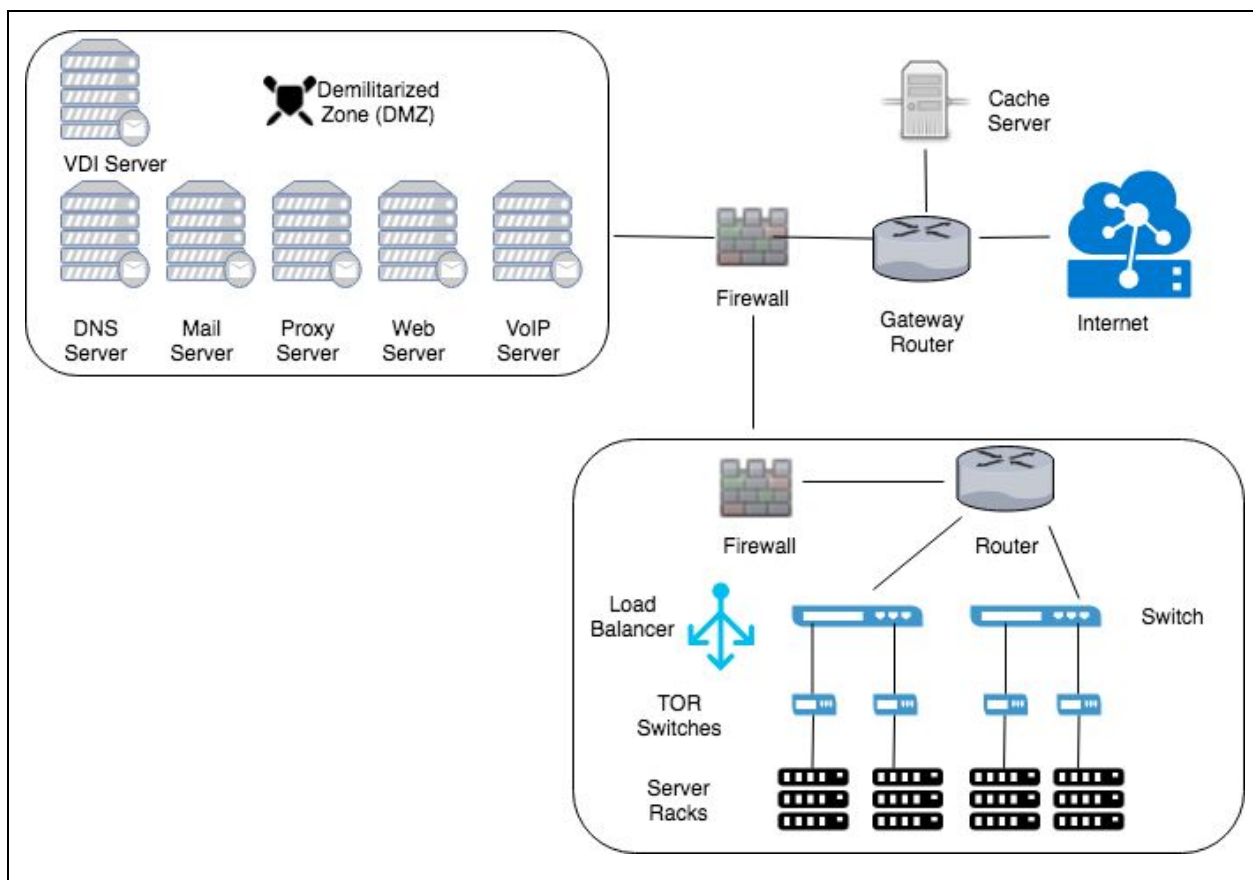 Demilitarized
Zone (DMZ)
VDI Server
DNS
Server
Mail
Server
Proxy
Server
Web
Server
VoIP
Server
Cache
Server
Firewall
Gateway
Router
Internet
Firewall
Router
Load
Balancer
Switch
TOR
Switches
Server
Racks